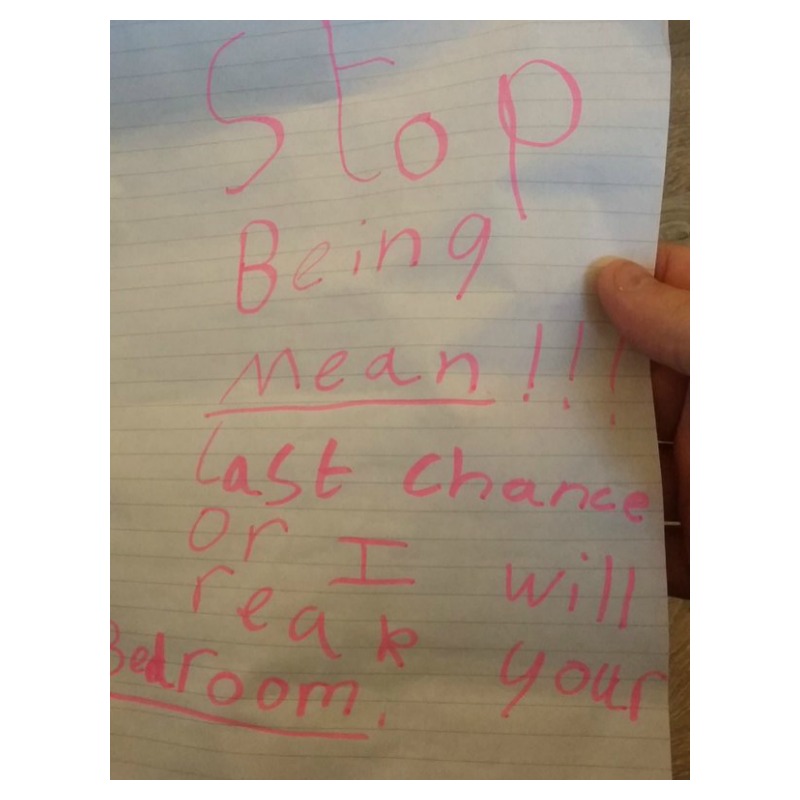 Stop
Being
Mean!!!
last chance
or I will
reak your
Bedroom.